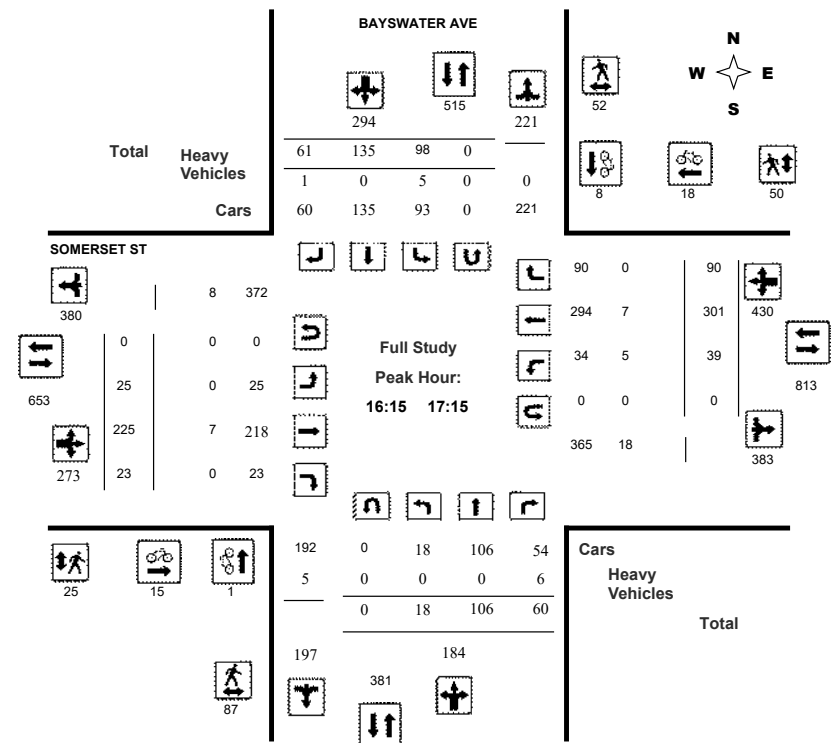 BAYSWATER AVE
N
W E
S
515
52
294 221
Total Heavy Vehicles
61 135 98 0
1 0 5 0 0
8 18 50
Cars 60 135 93 0 221
SOMERSET ST
380
8 372
90 0 90
430
294 7 301
0 0 0
Full Study
653
25 0 25
Peak Hour:
34 5 39
813
16:15 17:15
0 0 0
225 7 218
365 18
383
273
23 0 23
192 0 18 106 54 Cars
5 0 0 0 6 Heavy Vehicles
0 18 106 60 Total
25 15 1
197 184
381
87